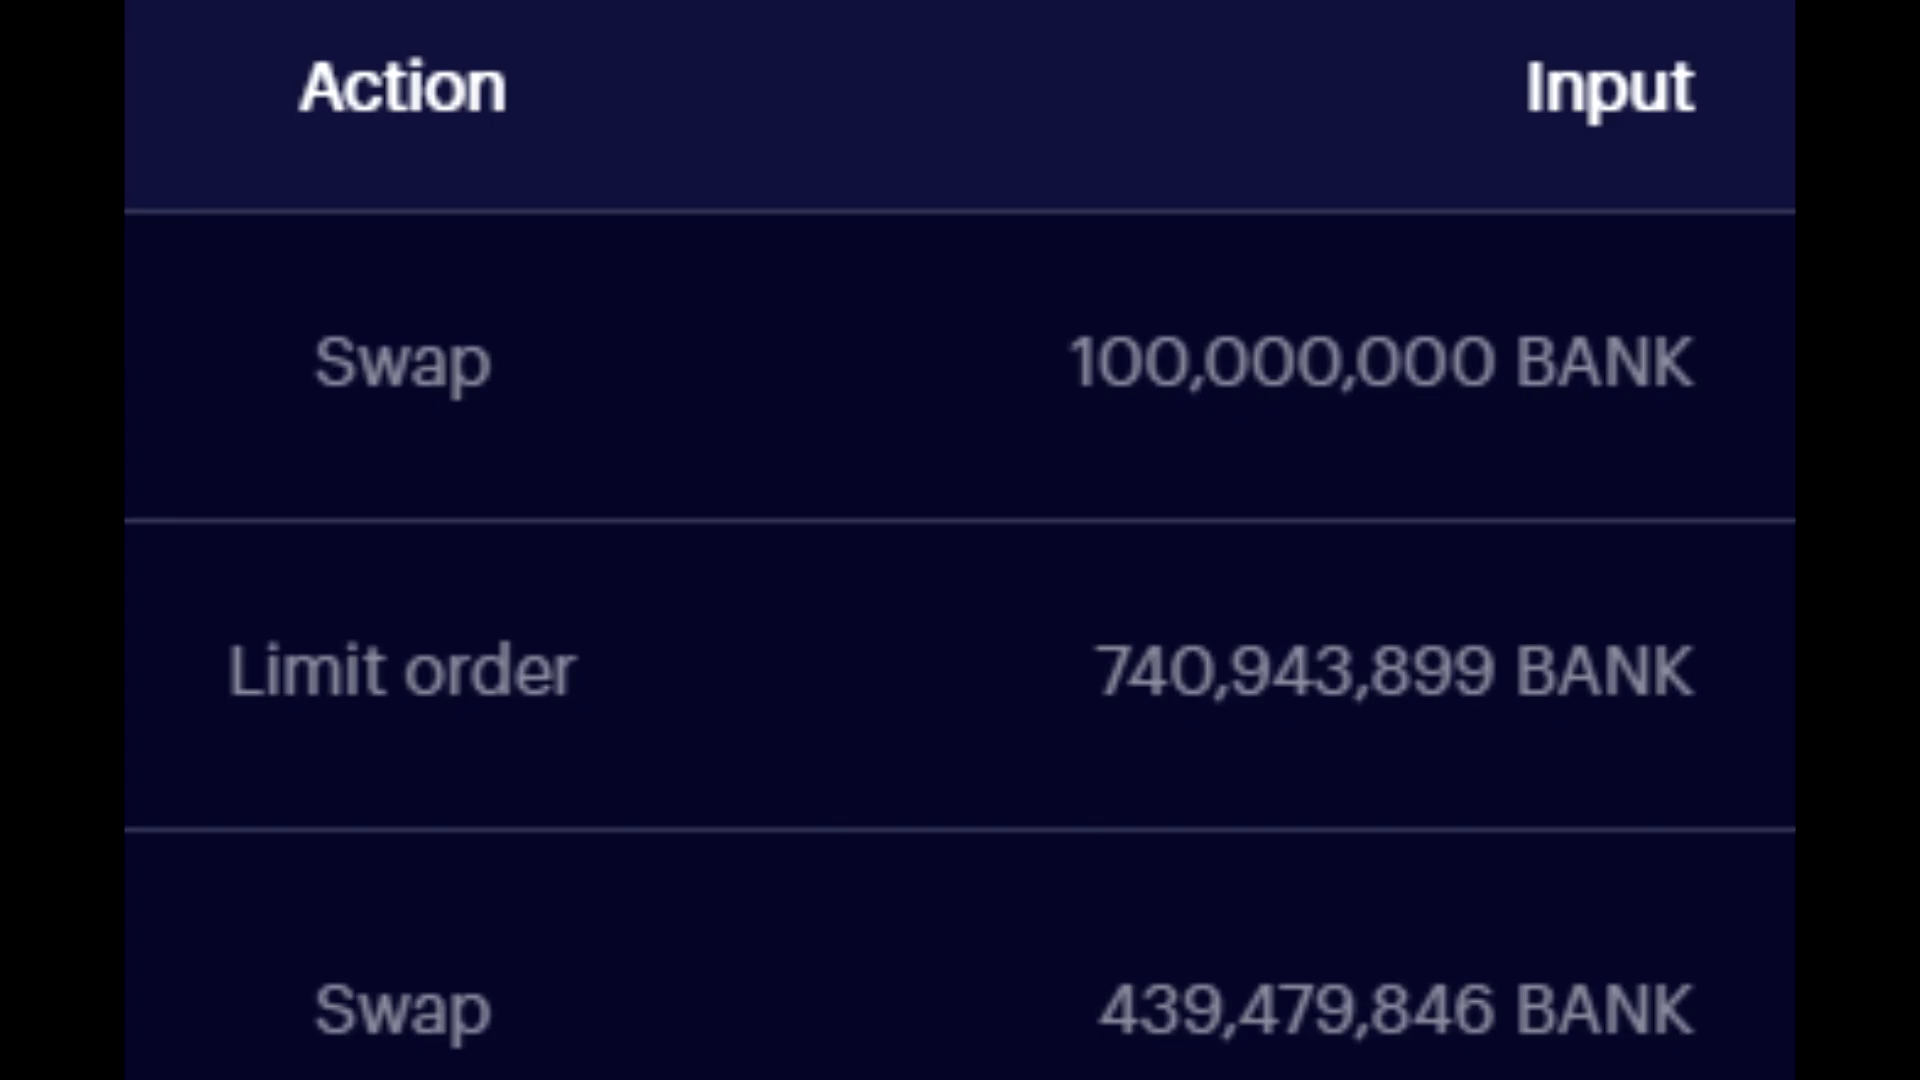 Action Input
Swap 100,000,000 BANK
Limit order 740,943,899 BANK
Swap 439,479,846 BANK